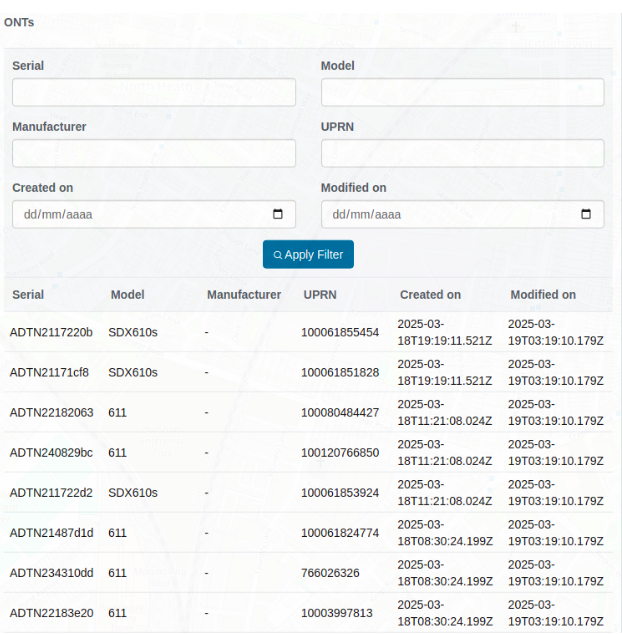 ONTs
Serial Model
Manufacturer UPRN
Created on Modified on
dd/mm/aaaa dd/mm/aaaa
Apply Filter
Serial Model Manufacturer UPRN Created on Modified on
ADTN2117220b SDX610s - 100061855454 2025-03-18T19:19:11.521Z 2025-03-19T03:19:10.179Z
ADTN21171cf8 SDX610s - 100061851828 2025-03-18T19:19:11.521Z 2025-03-19T03:19:10.179Z
ADTN22182063 611 - 100080484427 2025-03-18T11:21:08.024Z 2025-03-19T03:19:10.179Z
ADTN240829bc 611 - 100120766850 2025-03-18T11:21:08.024Z 2025-03-19T03:19:10.179Z
ADTN211722d2 SDX610s - 100061853924 2025-03-18T11:21:08.024Z 2025-03-19T03:19:10.179Z
ADTN21487d1d 611 - 100061824774 2025-03-18T08:30:24.199Z 2025-03-19T03:19:10.179Z
ADTN234310dd 611 - 766026326 2025-03-18T08:30:24.199Z 2025-03-19T03:19:10.179Z
ADTN22183e20 611 - 10003997813 2025-03-18T08:30:24.199Z 2025-03-19T03:19:10.179Z